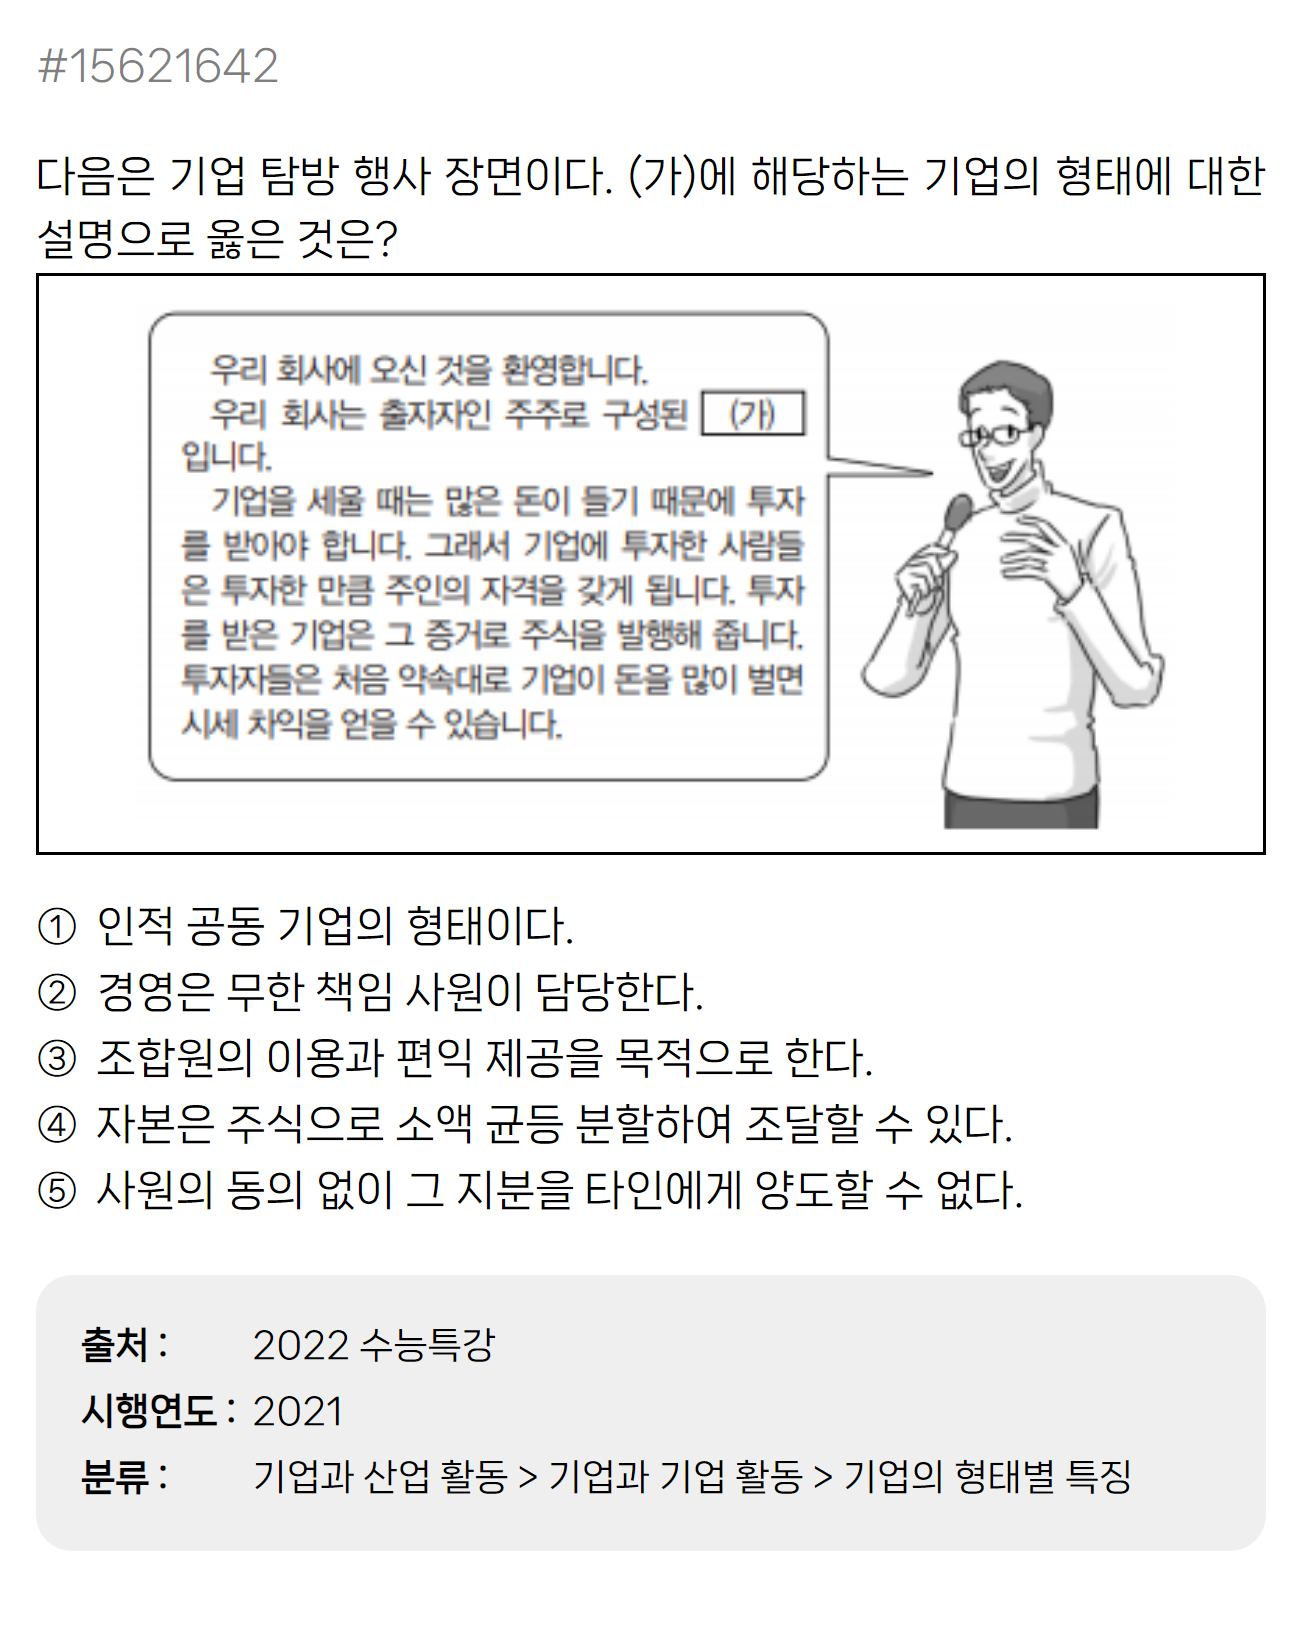 #15621642
다음은 기업 탐방 행사 장면이다. (가)에 해당하는 기업의 형태에 대한
설명으로 옳은 것은?
우리 회사에 오신 것을 환영합니다.
우리 회사는 출자자인 주주로 구성된 (가)
입니다.
기업을 세울 때는 많은 돈이 들기 때문에 투자
를 받아야 합니다. 그래서 기업에 투자한 사람들
은 투자한 만큼 주인의 자격을 갖게 됩니다. 투자
를 받은 기업은 그 증거로 주식을 발행해 줍니다.
투자자들은 처음 약속대로 기업이 돈을 많이 벌면
시세 차익을 얻을 수 있습니다.
① 인적 공동 기업의 형태이다.
② 경영은 무한 책임 사원이 담당한다.
③ 조합원의 이용과 편익 제공을 목적으로 한다.
④ 자본은 주식으로 소액 균등 분할하여 조달할 수 있다.
⑤ 사원의 동의 없이 그 지분을 타인에게 양도할 수 없다.
출처 : 2022 수능특강
시행연도 : 2021
분류 : 기업과 산업 활동 > 기업과 기업 활동 > 기업의 형태별 특징